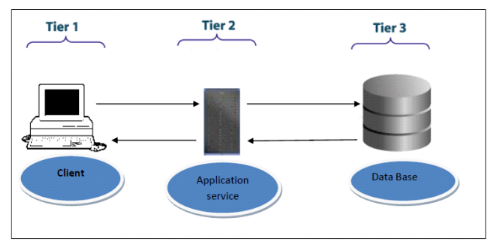 Tier 1
Tier 2
Tier 3
Client
Application
service
Data Base